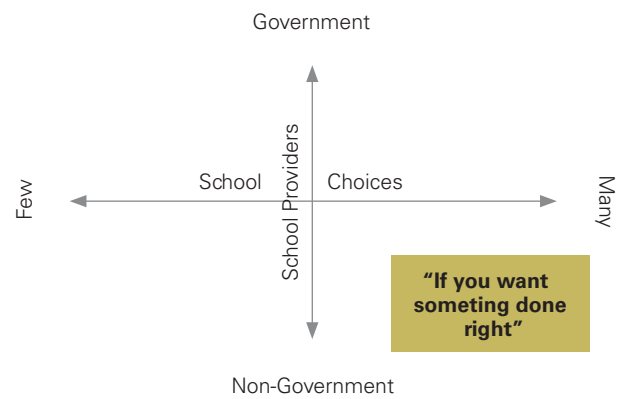 Government
School Providers
School Choices
Few
Many
“If you want
someting done
right”
Non-Government